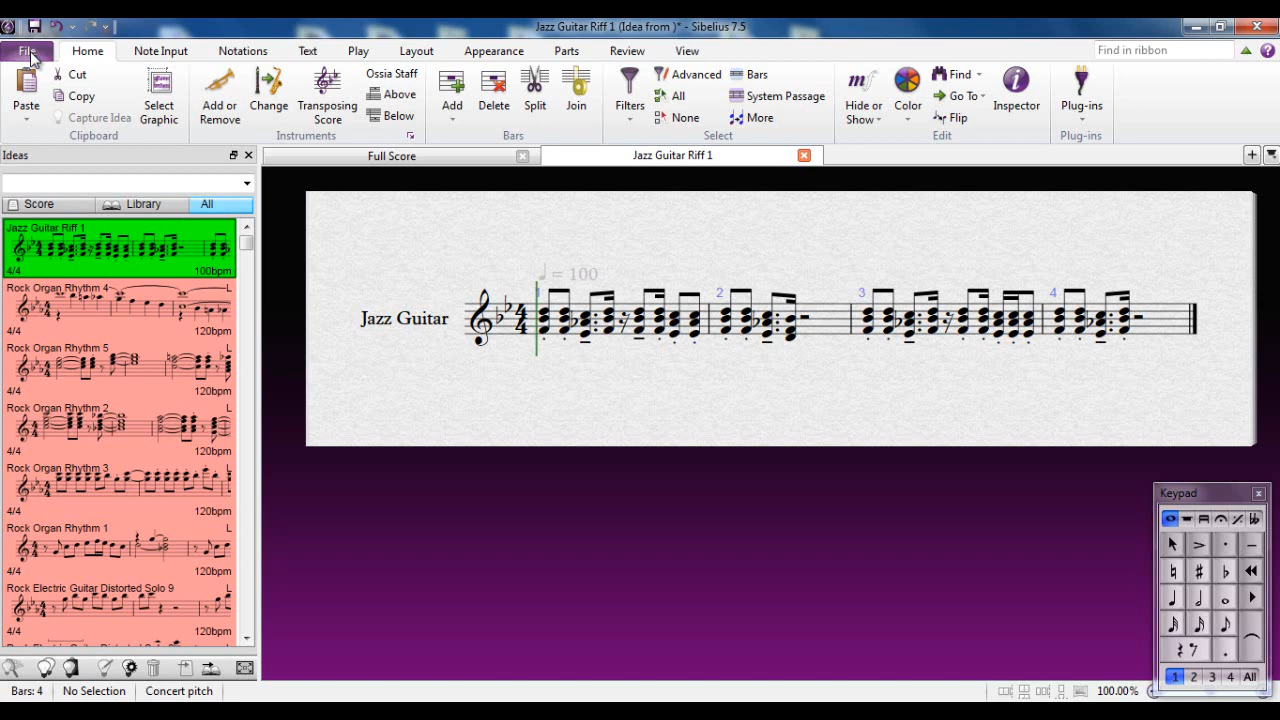 Jazz Guitar Riff 1 (Idea from )* - Sibelius 7.5
File Home Note Input Notations Text Play Layout Appearance Parts Review View Find in ribbon
Paste Cut Copy Capture Idea Select Graphic
Clipboard
Add or Remove Change Transposing Score Ossia Staff Above Below
Instruments
Add Delete Split Join
Bars
Filters Advanced All None Bars System Passage More
Select
Hide or Show Color Find Go To Flip Inspector
Edit
Plug-ins
Plug-ins
Ideas
Full Score
Jazz Guitar Riff 1
Score Library All
Jazz Guitar Riff 1
4/4 100bpm
Rock Organ Rhythm 4 L
4/4 120bpm
Rock Organ Rhythm 5 L
4/4 120bpm
Rock Organ Rhythm 2 L
4/4 120bpm
Rock Organ Rhythm 3 L
4/4 120bpm
Rock Organ Rhythm 1 L
4/4 120bpm
Rock Electric Guitar Distorted Solo 9 L
4/4 120bpm
♩ = 100
1 2 3 4
Jazz Guitar
Keypad
1 2 3 4 All
Bars: 4 No Selection Concert pitch
100.00%